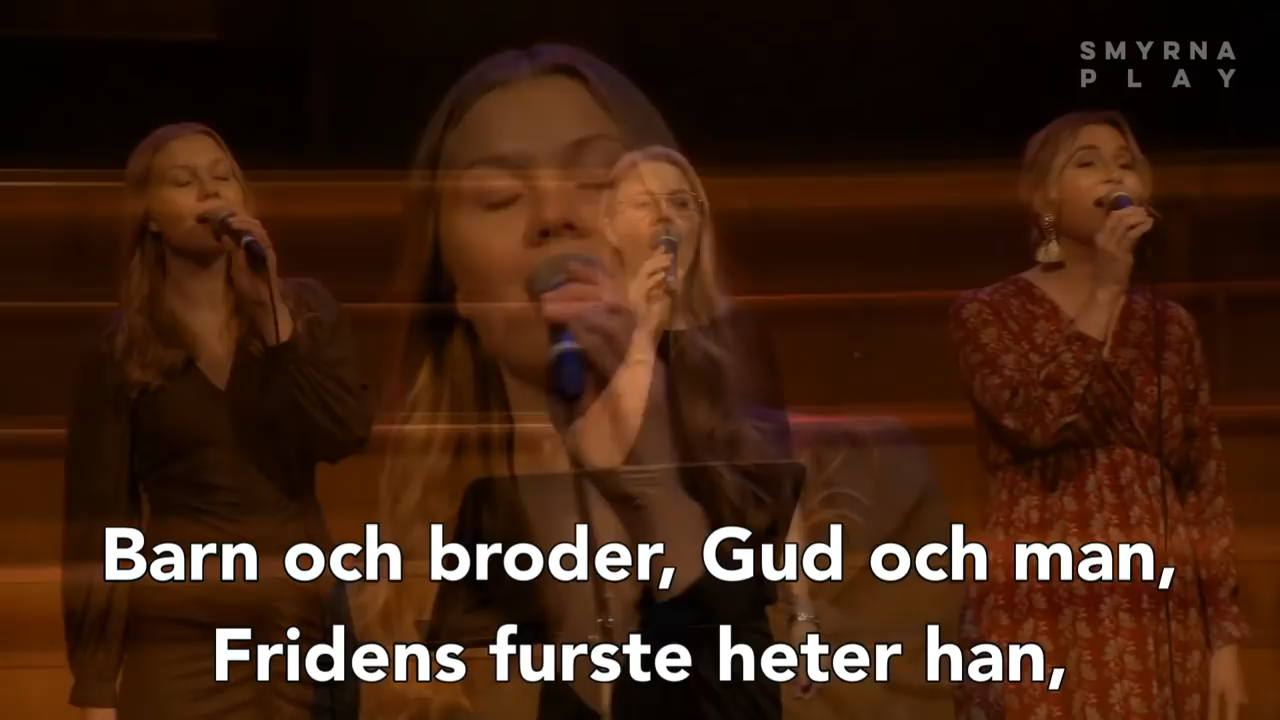 SMYRNA
PLAY
Barn och broder, Gud och man,
Fridens furste heter han,